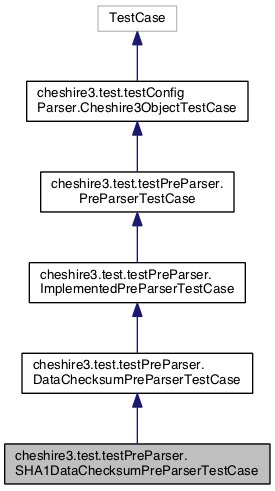 TestCase
cheshire3.test.testConfig
Parser.Cheshire3ObjectTestCase
cheshire3.test.testPreParser.
PreParserTestCase
cheshire3.test.testPreParser.
ImplementedPreParserTestCase
cheshire3.test.testPreParser.
DataChecksumPreParserTestCase
cheshire3.test.testPreParser.
SHA1DataChecksumPreParserTestCase